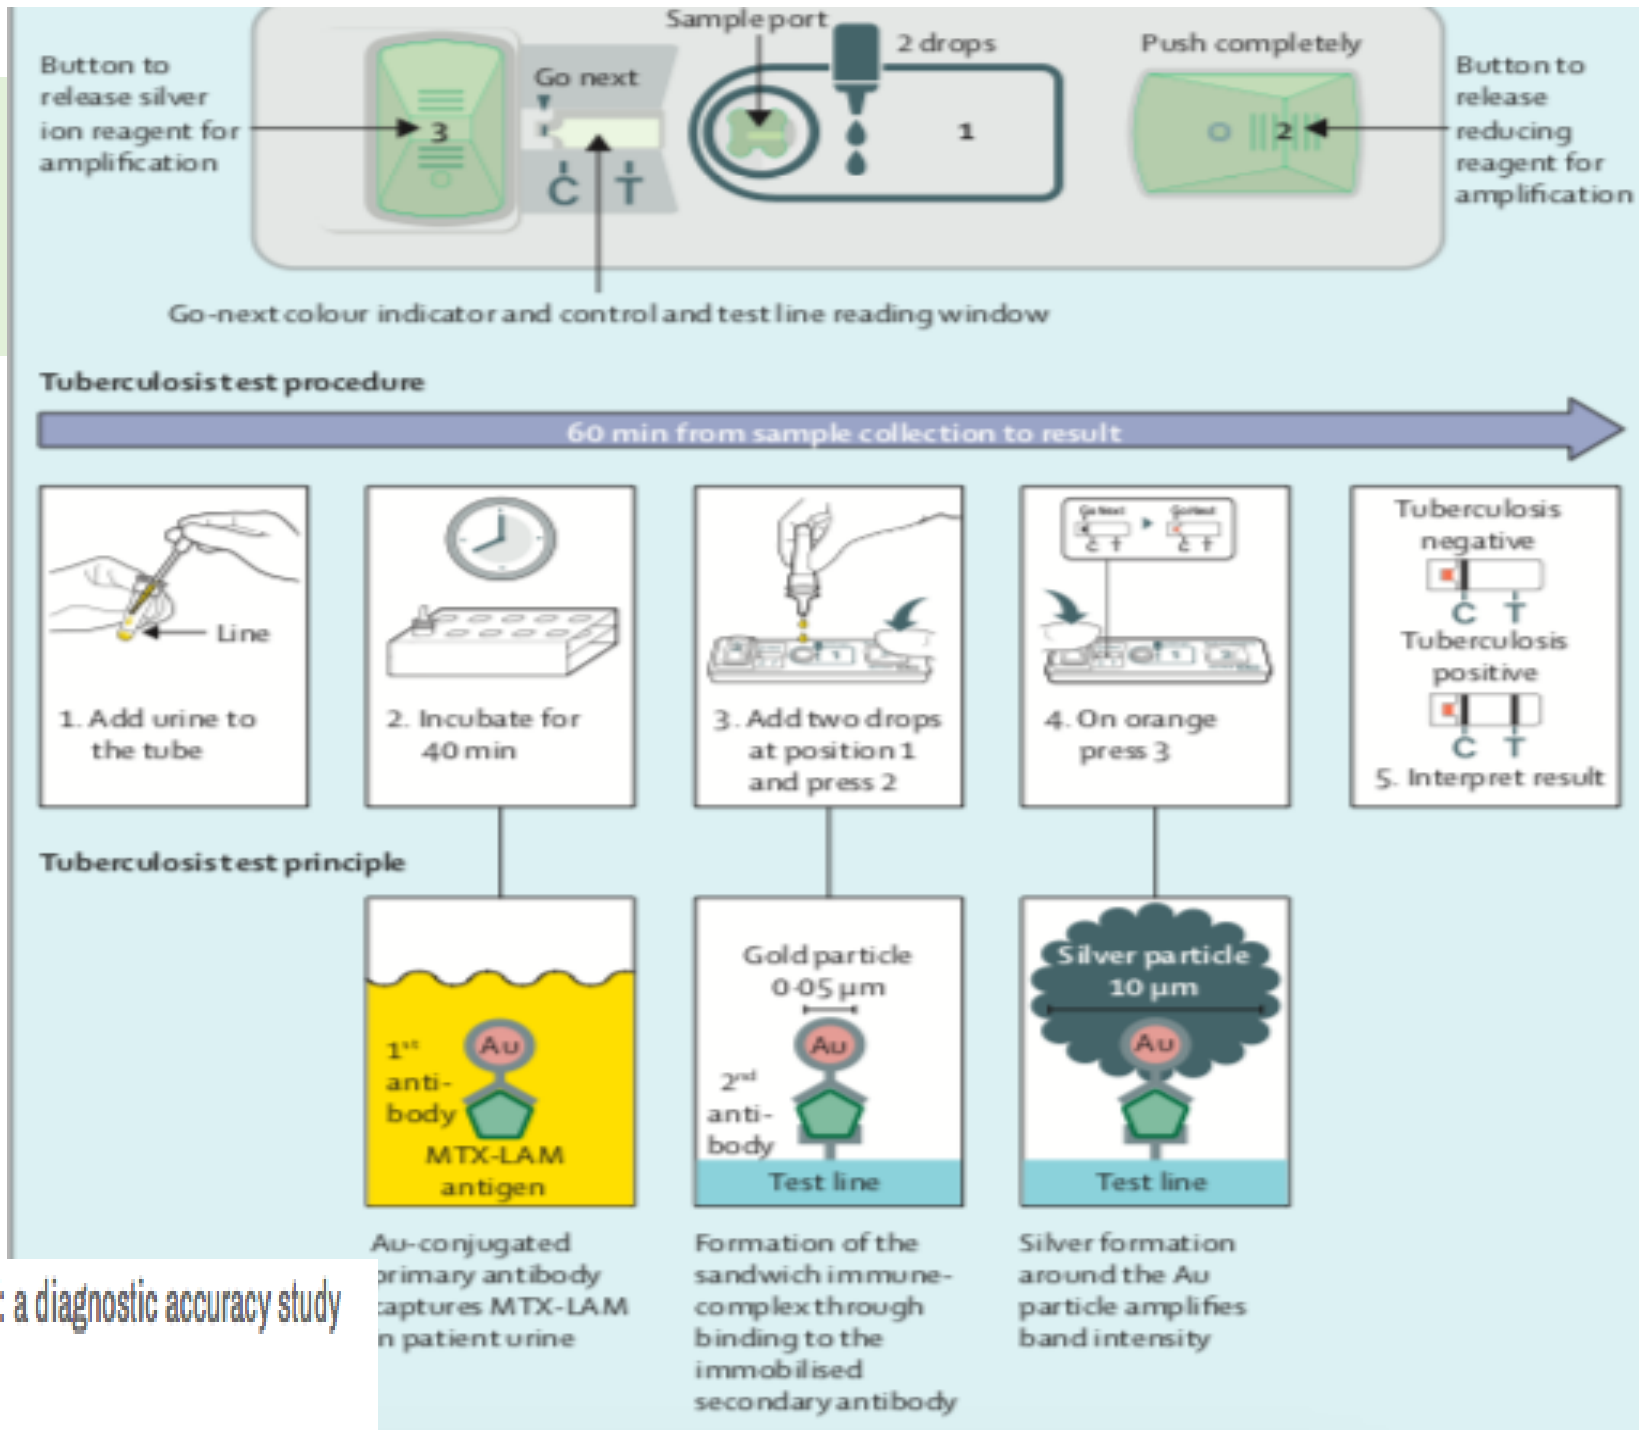 Sample port
2 drops
Push completely
Button to
release silver
ion reagent for
amplification
3
Go next
C T
1
2
Button to
release
reducing
reagent for
amplification
Go-next colour indicator and control and test line reading window
Tuberculosis test procedure
60 min from sample collection to result
Line
1. Add urine to
the tube
2. Incubate for
40 min
1
3. Add two drops
at position 1
and press 2
Go Next
Go Next
C T
C T
1
4. On orange
press 3
Tuberculosis
negative
C T
Tuberculosis
positive
C T
5. Interpret result
Tuberculosis test principle
1st
anti-
body
Au
MTX-LAM
antigen
Gold particle
0·05 µm
Au
2nd
anti-
body
Test line
Silver particle
10 µm
Au
Test line
Au-conjugated
primary antibody
captures MTX-LAM
in patient urine
Formation of the
sandwich immune-
complex through
binding to the
immobilised
secondary antibody
Silver formation
around the Au
particle amplifies
band intensity
: a diagnostic accuracy study